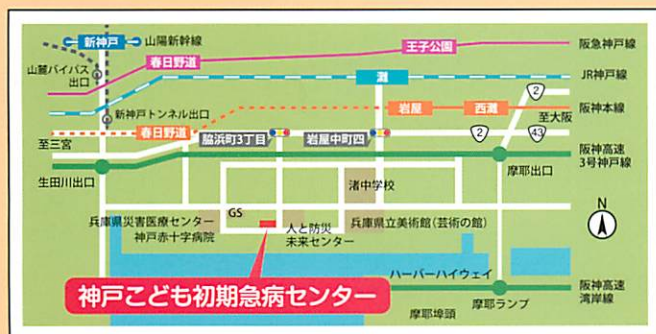 新神戸
山陽新幹線
王子公園
阪急神戸線
山麓バイパス
出口
春日野道
灘
JR神戸線
2
新神戸トンネル出口
岩屋
西灘
阪神本線
至大阪
至三宮
春日野道
脇浜町3丁目
岩屋中町四
2
43
阪神高速
3号神戸線
生田川出口
摩耶出口
渚中学校
N
兵庫県災害医療センター
神戸赤十字病院
GS
人と防災
未来センター
兵庫県立美術館(芸術の館)
ハーバーハイウェイ
神戸こども初期急病センター
摩耶埠頭
摩耶ランプ
阪神高速
湾岸線